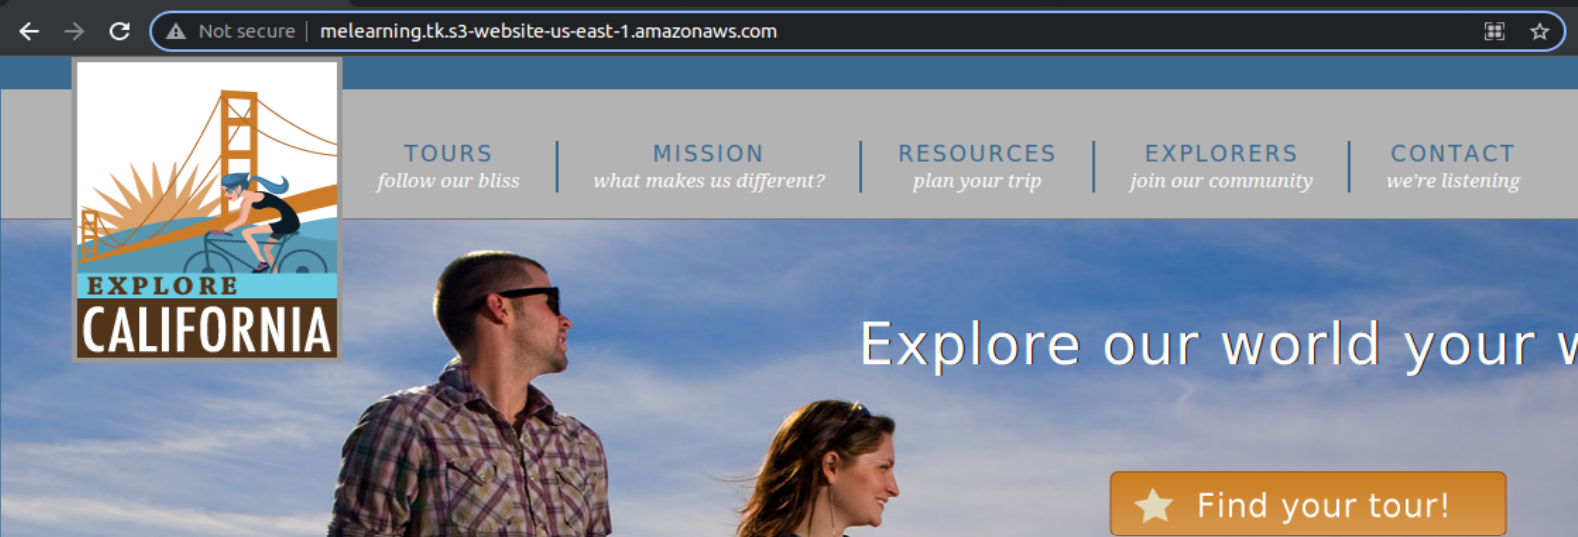 Not secure melearning.tk.s3-website-us-east-1.amazonaws.com
EXPLORE
CALIFORNIA
TOURS
follow our bliss
MISSION
what makes us different?
RESOURCES
plan your trip
EXPLORERS
join our community
CONTACT
we're listening
Explore our world your w
Find your tour!